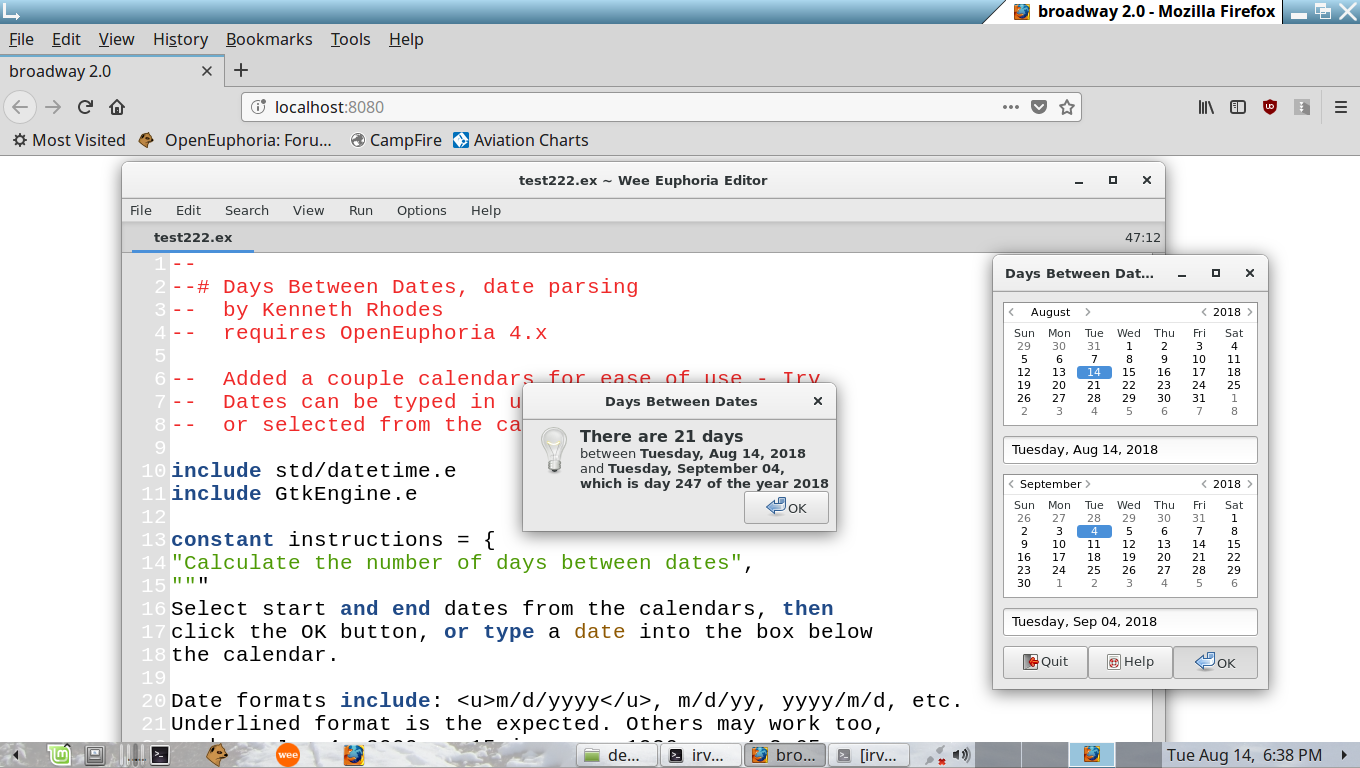 broadway 2.0 - Mozilla Firefox
File Edit View History Bookmarks Tools Help
broadway 2.0
localhost:8080
Most Visited OpenEuphoria: Foru... CampFire Aviation Charts
test222.ex ~ Wee Euphoria Editor
File Edit Search View Run Options Help
test222.ex 47:12
1 --
2 --# Days Between Dates, date parsing
3 -- by Kenneth Rhodes
4 -- requires OpenEuphoria 4.x
5
6 -- Added a couple calendars for ease of use - Irv
7 -- Dates can be typed in u
8 -- or selected from the ca
9
10 include std/datetime.e
11 include GtkEngine.e
12
13 constant instructions = {
14 "Calculate the number of days between dates",
15 """
16 Select start and end dates from the calendars, then
17 click the OK button, or type a date into the box below
18 the calendar.
19
20 Date formats include: <u>m/d/yyyy</u>, m/d/yy, yyyy/m/d, etc.
21 Underlined format is the expected. Others may work too,
Days Between Dates
There are 21 days
between Tuesday, Aug 14, 2018
and Tuesday, September 04,
which is day 247 of the year 2018
OK
Days Between Dat...
August 2018
Sun Mon Tue Wed Thu Fri Sat
29 30 31 1 2 3 4
5 6 7 8 9 10 11
12 13 14 15 16 17 18
19 20 21 22 23 24 25
26 27 28 29 30 31 1
2 3 4 5 6 7 8
Tuesday, Aug 14, 2018
September 2018
Sun Mon Tue Wed Thu Fri Sat
26 27 28 29 30 31 1
2 3 4 5 6 7 8
9 10 11 12 13 14 15
16 17 18 19 20 21 22
23 24 25 26 27 28 29
30 1 2 3 4 5 6
Tuesday, Sep 04, 2018
Quit Help OK
wee de... irv... bro... [irv... Tue Aug 14, 6:38 PM